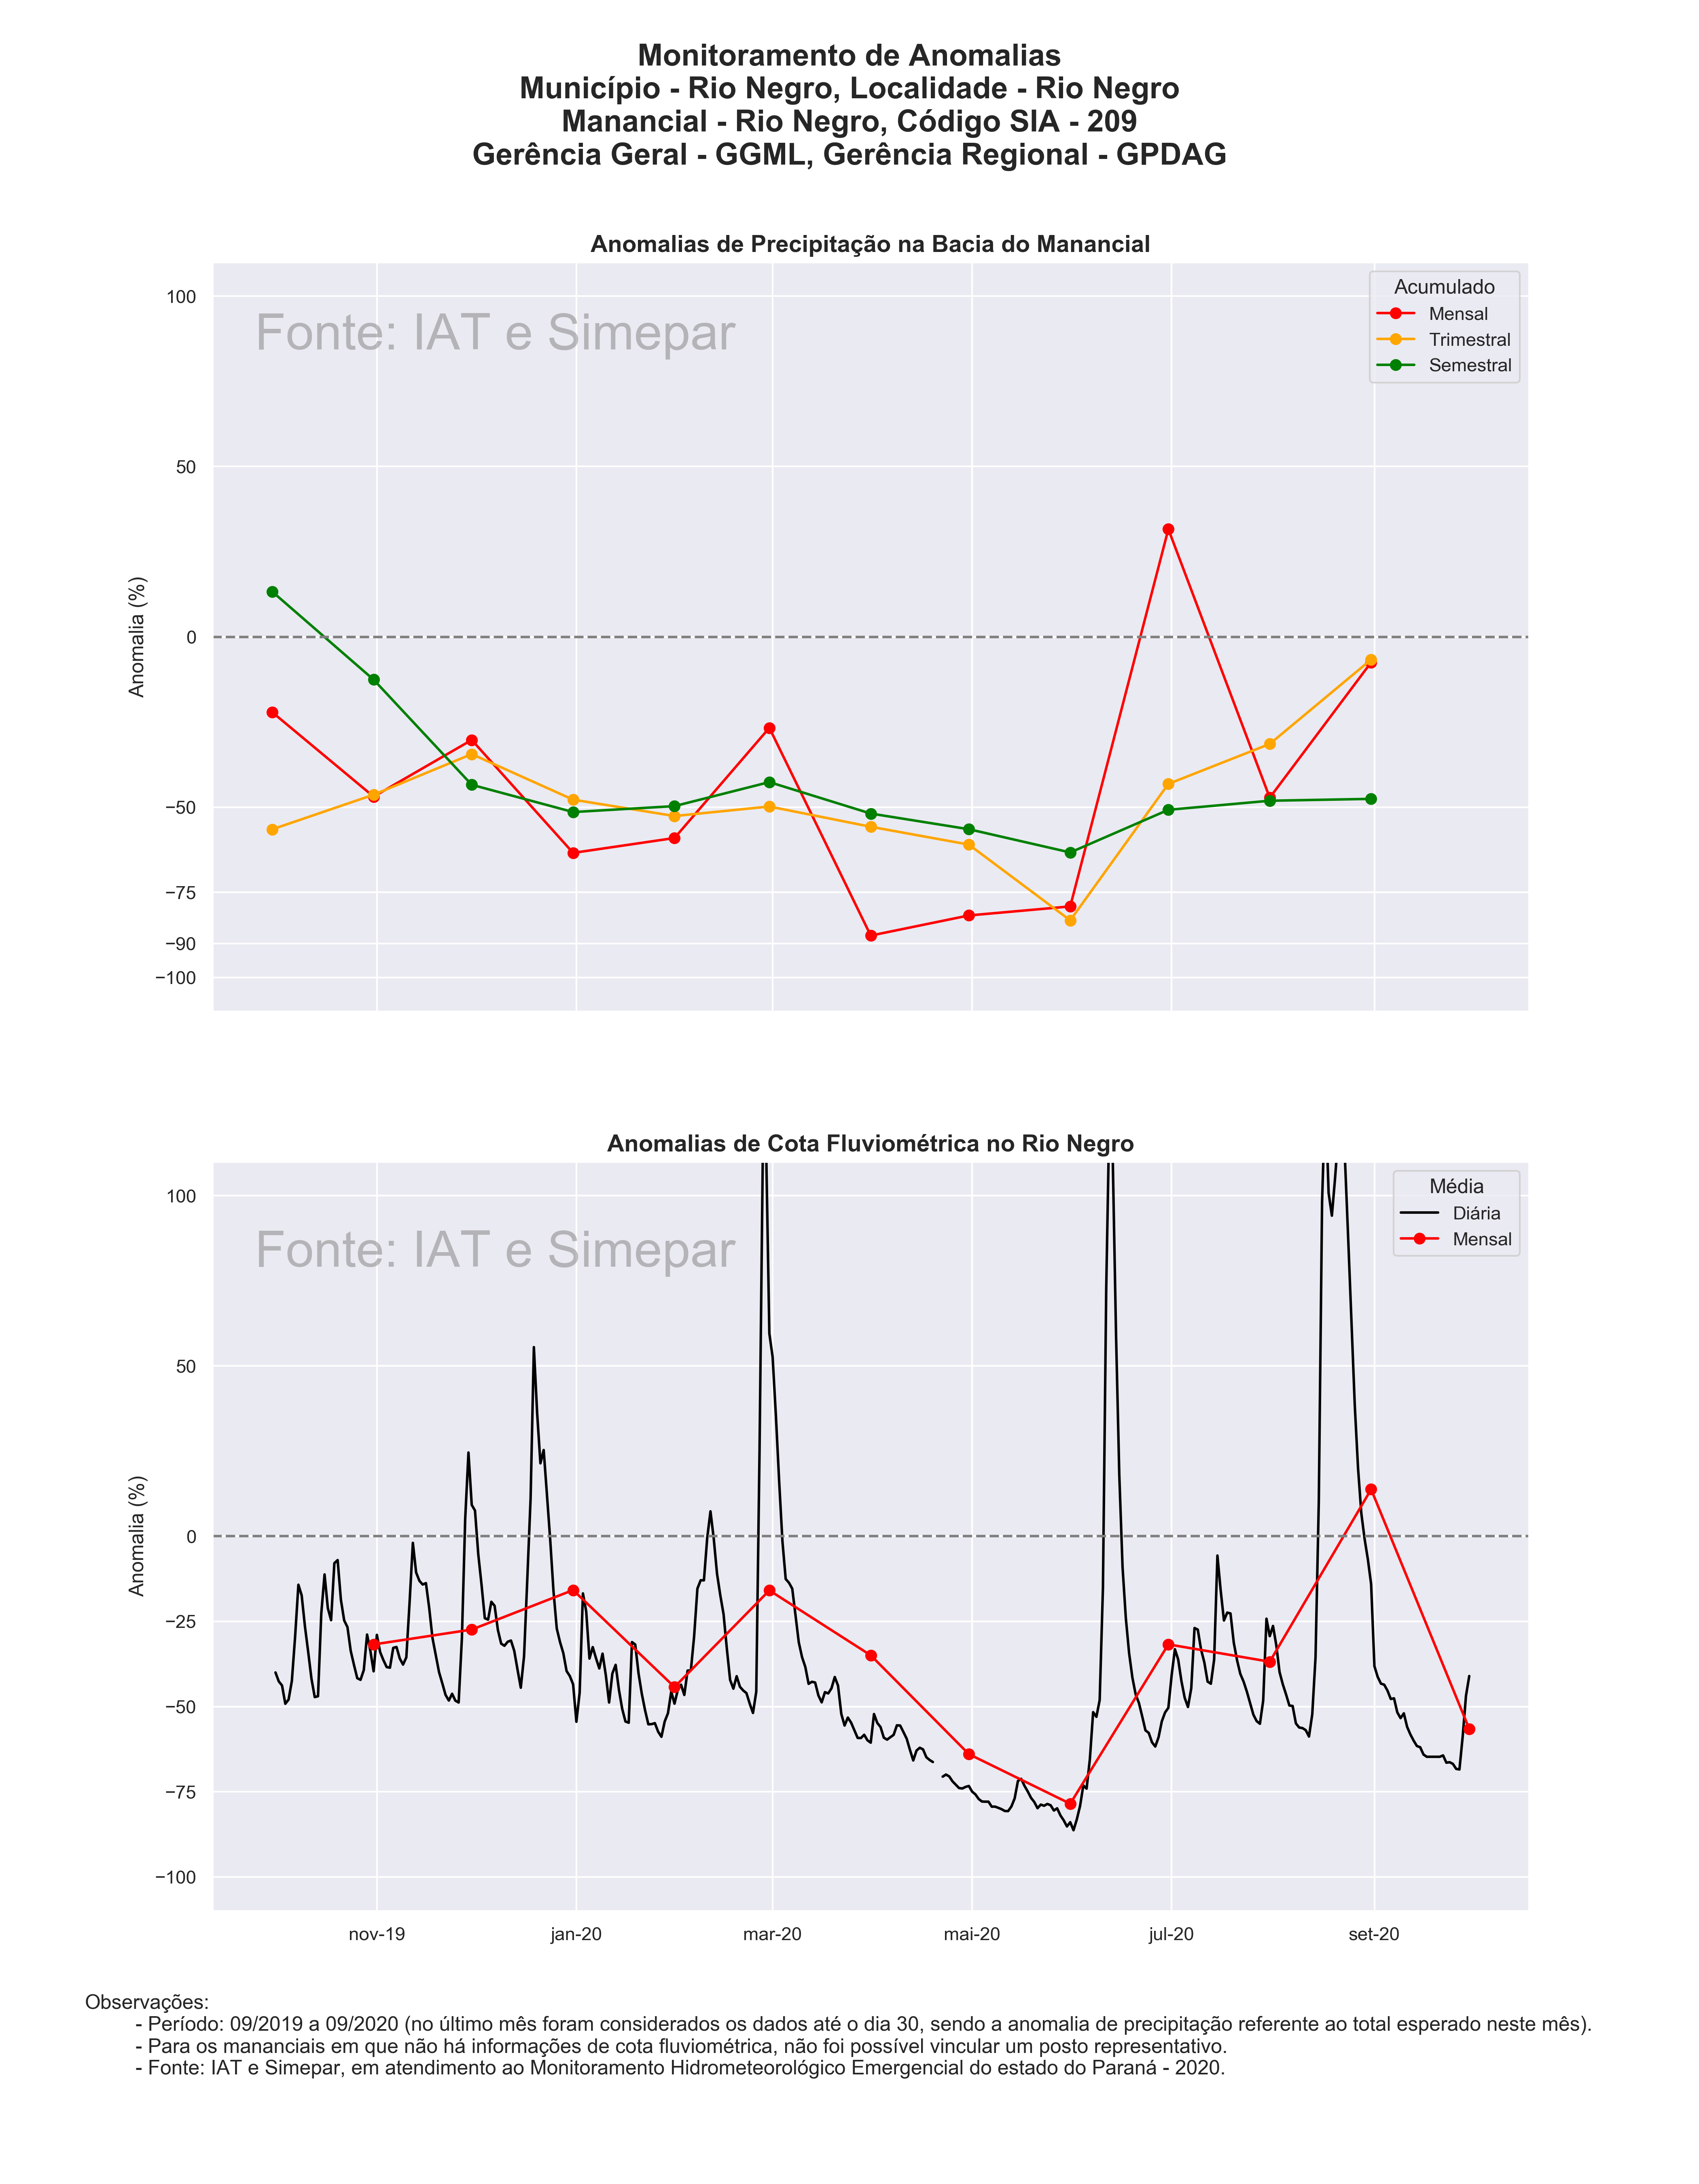 Monitoramento de Anomalias
Município - Rio Negro, Localidade - Rio Negro
Manancial - Rio Negro, Código SIA - 209
Gerência Geral - GGML, Gerência Regional - GPDAG
Anomalias de Precipitação na Bacia do Manancial
Fonte: IAT e Simepar
Acumulado
Mensal
Trimestral
Semestral
Anomalia (%)
100
50
0
−50
−75
−90
−100
Anomalias de Cota Fluviométrica no Rio Negro
Fonte: IAT e Simepar
Média
Diária
Mensal
Anomalia (%)
100
50
0
−25
−50
−75
−100
nov-19 jan-20 mar-20 mai-20 jul-20 set-20
Observações:
- Período: 09/2019 a 09/2020 (no último mês foram considerados os dados até o dia 30, sendo a anomalia de precipitação referente ao total esperado neste mês).
- Para os mananciais em que não há informações de cota fluviométrica, não foi possível vincular um posto representativo.
- Fonte: IAT e Simepar, em atendimento ao Monitoramento Hidrometeorológico Emergencial do estado do Paraná - 2020.